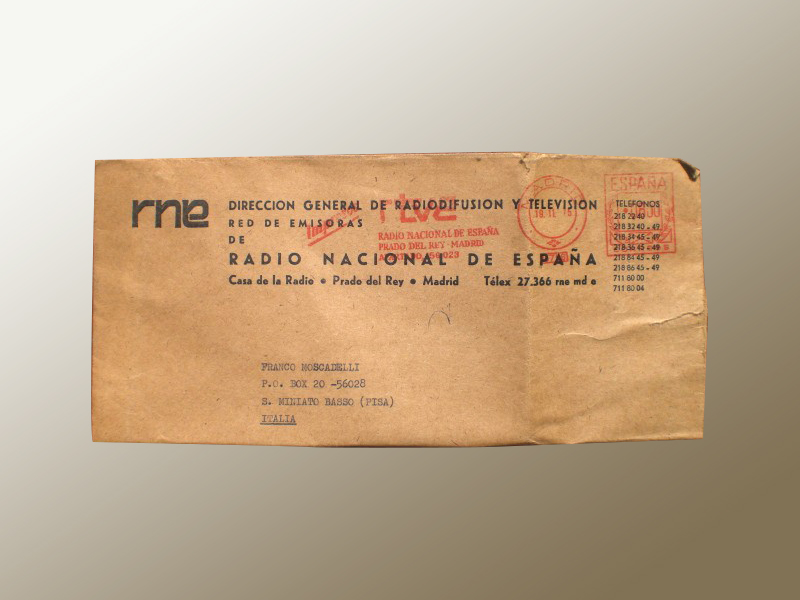 rne
DIRECCION GENERAL DE RADIODIFUSION Y TELEVISION
RED DE EMISORAS
DE
RADIO NACIONAL DE ESPAÑA
Casa de la Radio • Prado del Rey • Madrid Télex 27.366 rne md e
rtve
RADIO NACIONAL DE ESPAÑA
PRADO DEL REY - MADRID
MADRID
ESPAÑA
TELEFONOS
218 32 40 - 49
218 34 45 - 49
218 36 45 - 49
218 84 45 - 49
218 86 45 - 49
711 80 00
711 80 04
FRANCO MOSCADELLI
P.O. BOX 20 -56028
S. MINIATO BASSO (PISA)
ITALIA